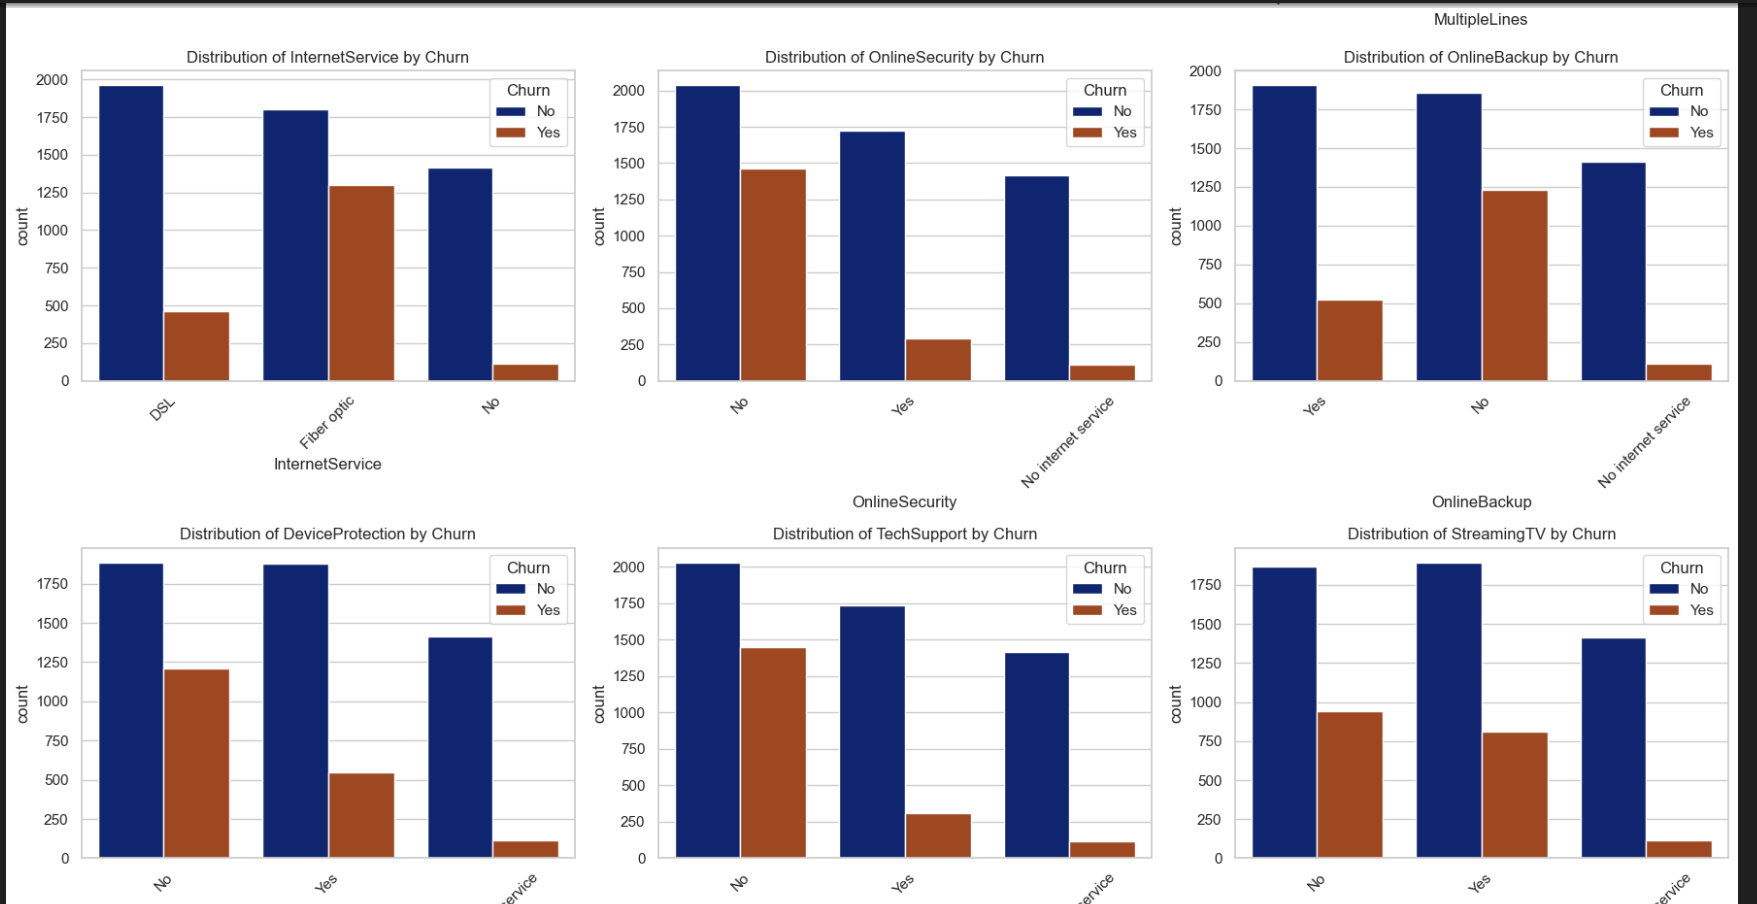 MultipleLines
Distribution of InternetService by Churn
2000
1750
1500
1250
1000
750
500
250
0
count
Churn
No
Yes
DSL
Fiber optic
No
InternetService
Distribution of OnlineSecurity by Churn
2000
1750
1500
1250
1000
750
500
250
0
count
Churn
No
Yes
No
Yes
No internet service
OnlineSecurity
Distribution of OnlineBackup by Churn
2000
1750
1500
1250
1000
750
500
250
0
count
Churn
No
Yes
Yes
No
No internet service
OnlineBackup
Distribution of DeviceProtection by Churn
1750
1500
1250
1000
750
500
250
0
count
Churn
No
Yes
No
Yes
service
Distribution of TechSupport by Churn
2000
1750
1500
1250
1000
750
500
250
0
count
Churn
No
Yes
No
Yes
service
Distribution of StreamingTV by Churn
1750
1500
1250
1000
750
500
250
0
count
Churn
No
Yes
No
Yes
service